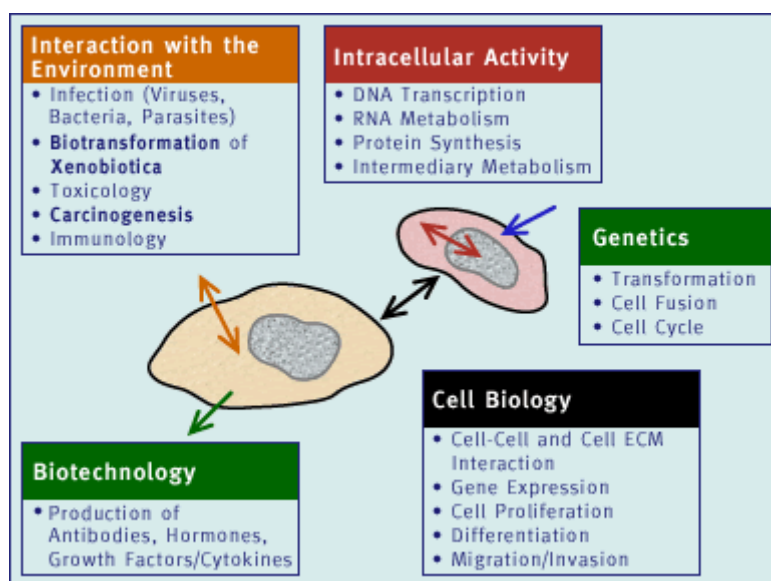 Interaction with the
Environment
• Infection (Viruses,
Bacteria, Parasites)
• Biotransformation of
Xenobiotica
• Toxicology
• Carcinogenesis
• Immunology
Intracellular Activity
• DNA Transcription
• RNA Metabolism
• Protein Synthesis
• Intermediary Metabolism
Genetics
• Transformation
• Cell Fusion
• Cell Cycle
Cell Biology
• Cell-Cell and Cell ECM
Interaction
• Gene Expression
• Cell Proliferation
• Differentiation
• Migration/Invasion
Biotechnology
• Production of
Antibodies, Hormones,
Growth Factors/Cytokines